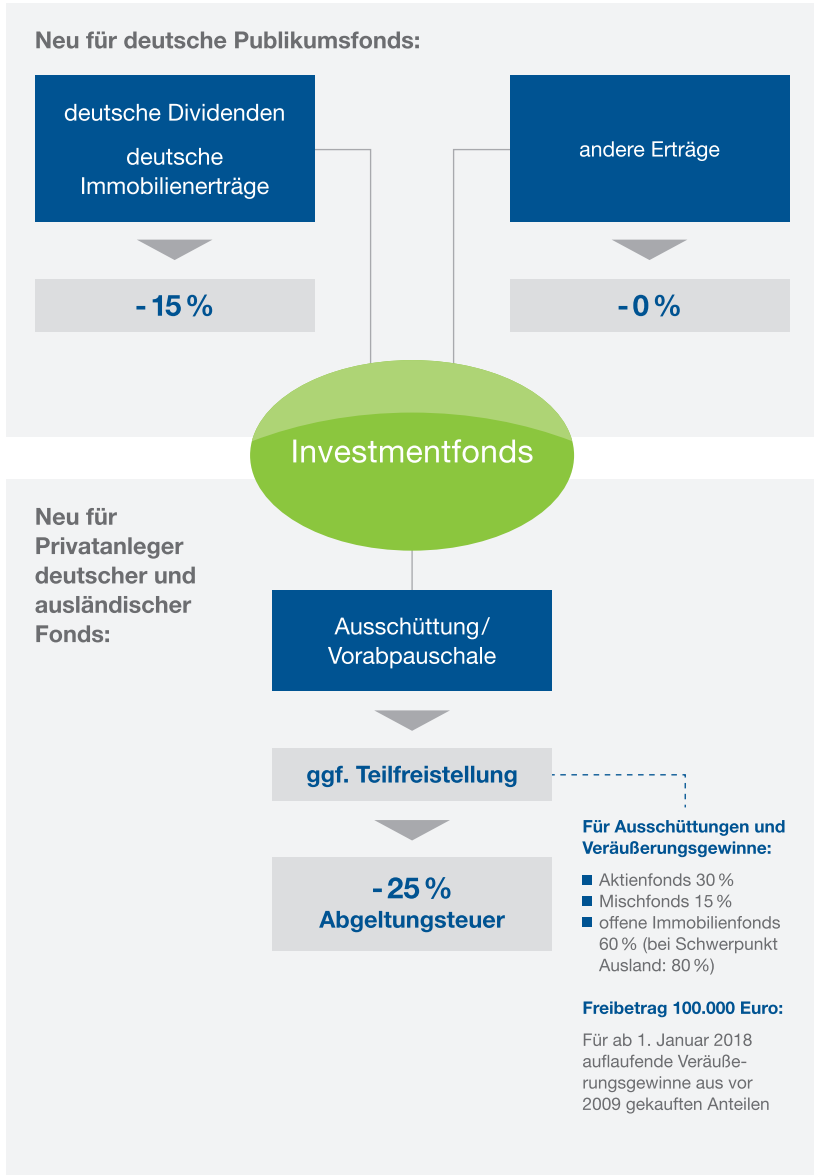 Neu für deutsche Publikumsfonds:
deutsche Dividenden
deutsche
Immobilienerträge
andere Erträge
- 15 %
- 0 %
Investmentfonds
Neu für
Privatanleger
deutscher und
ausländischer
Fonds:
Ausschüttung/
Vorabpauschale
ggf. Teilfreistellung
- 25 %
Abgeltungsteuer
Für Ausschüttungen und
Veräußerungsgewinne:
Aktienfonds 30 %
Mischfonds 15 %
offene Immobilienfonds
60 % (bei Schwerpunkt
Ausland: 80 %)
Freibetrag 100.000 Euro:
Für ab 1. Januar 2018
auflaufende Veräuße-
rungsgewinne aus vor
2009 gekauften Anteilen